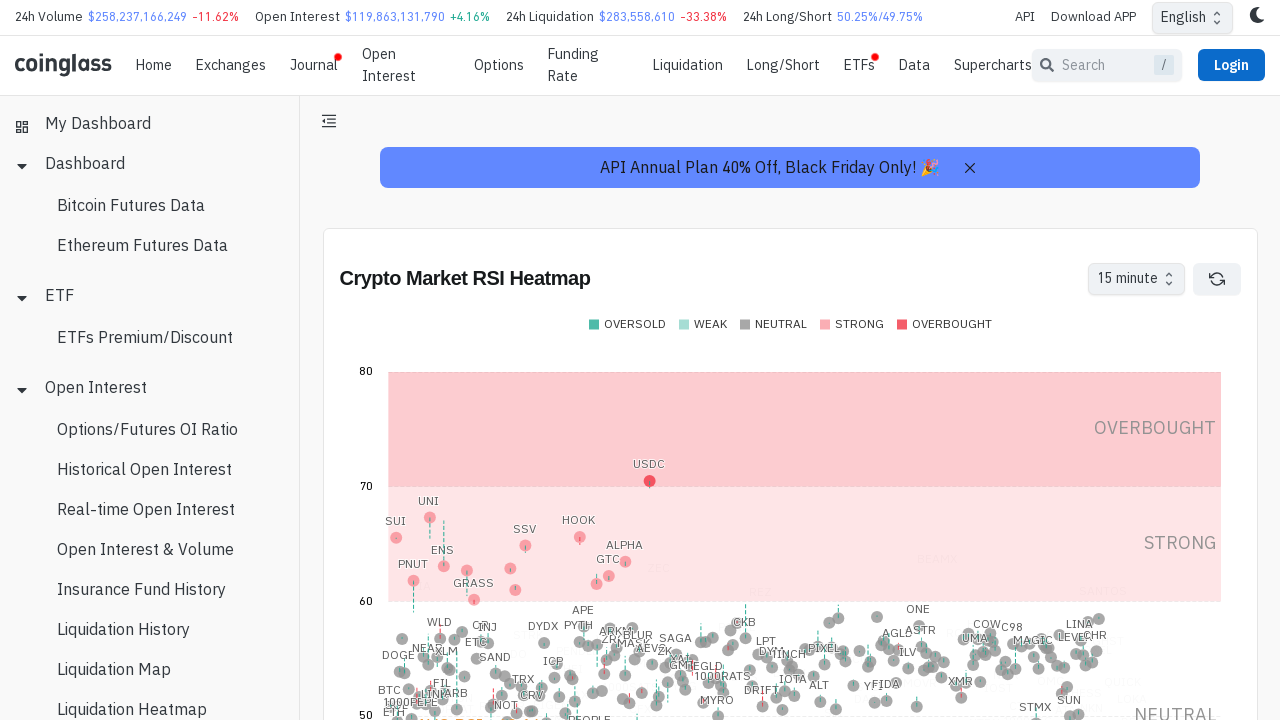 24h Volume $258,237,166,249 -11.62% Open Interest $119,863,131,790 +4.16% 24h Liquidation $283,558,610 -33.38% 24h Long/Short 50.25%/49.75% API Download APP English
coinglass Home Exchanges Journal Open Interest Options Funding Rate Liquidation Long/Short ETFs Data Supercharts Search / Login
My Dashboard
Dashboard
Bitcoin Futures Data
Ethereum Futures Data
ETF
ETFs Premium/Discount
Open Interest
Options/Futures OI Ratio
Historical Open Interest
Real-time Open Interest
Open Interest & Volume
Insurance Fund History
Liquidation History
Liquidation Map
Liquidation Heatmap
API Annual Plan 40% Off, Black Friday Only! 🎉
Crypto Market RSI Heatmap
15 minute
OVERSOLD WEAK NEUTRAL STRONG OVERBOUGHT
80
OVERBOUGHT
USDC
70
UNI
SUI
SSV
HOOK
STRONG
ENS
ALPHA
PNUT
GTC
GRASS
60
APE
ONE
WLD
DYDX
PYTH
CKB
COW
C98
LINA
INJ
ARKM
BLUR
SAGA
AGLD
ASTR
UMA
MAGIC
LEVER
CHR
ETC
MASK
LPT
DOGE
NEAR
XLM
AEVO
ZK
PIXEL
ILV
SAND
ICP
GMT
1000RATS
IOTA
TRX
ALT
FIDA
XMR
BTC
FIL
LINK
ARB
CRV
DRIFT
1000PEPE
NOT
MYRO
SUN
STMX
ETH
PEOPLE
50
NEUTRAL